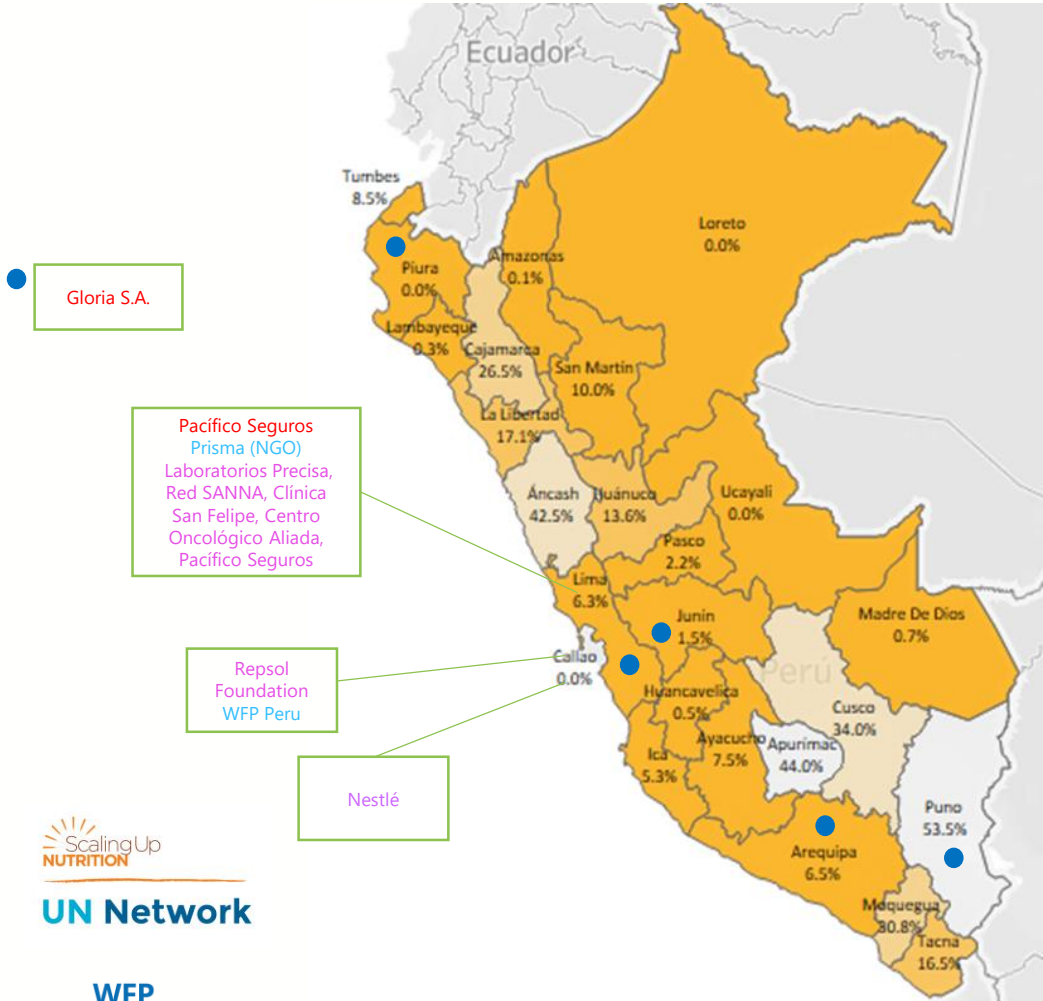 Ecuador
Tumbes
8.5%
Loreto
0.0%
Amazonas
0.1%
Piura
0.0%
Gloria S.A.
Lambayeque
0.3%
Cajamarca
26.5%
San Martín
10.0%
La Libertad
17.1%
Pacífico Seguros
Prisma (NGO)
Laboratorios Precisa,
Red SANNA, Clínica
San Felipe, Centro
Oncológico Aliada,
Pacífico Seguros
Áncash
42.5%
Huánuco
13.6%
Ucayali
0.0%
Pasco
2.2%
Lima
6.3%
Junín
1.5%
Madre De Dios
0.7%
Callao
0.0%
Perú
Repsol
Foundation
WFP Peru
Huancavelica
0.5%
Cusco
34.0%
Ayacucho
7.5%
Apurímac
44.0%
Ica
5.3%
Nestlé
Puno
53.5%
Arequipa
6.5%
Moquegua
30.8%
Tacna
16.5%
Scaling Up
NUTRITION
UN Network
WFP